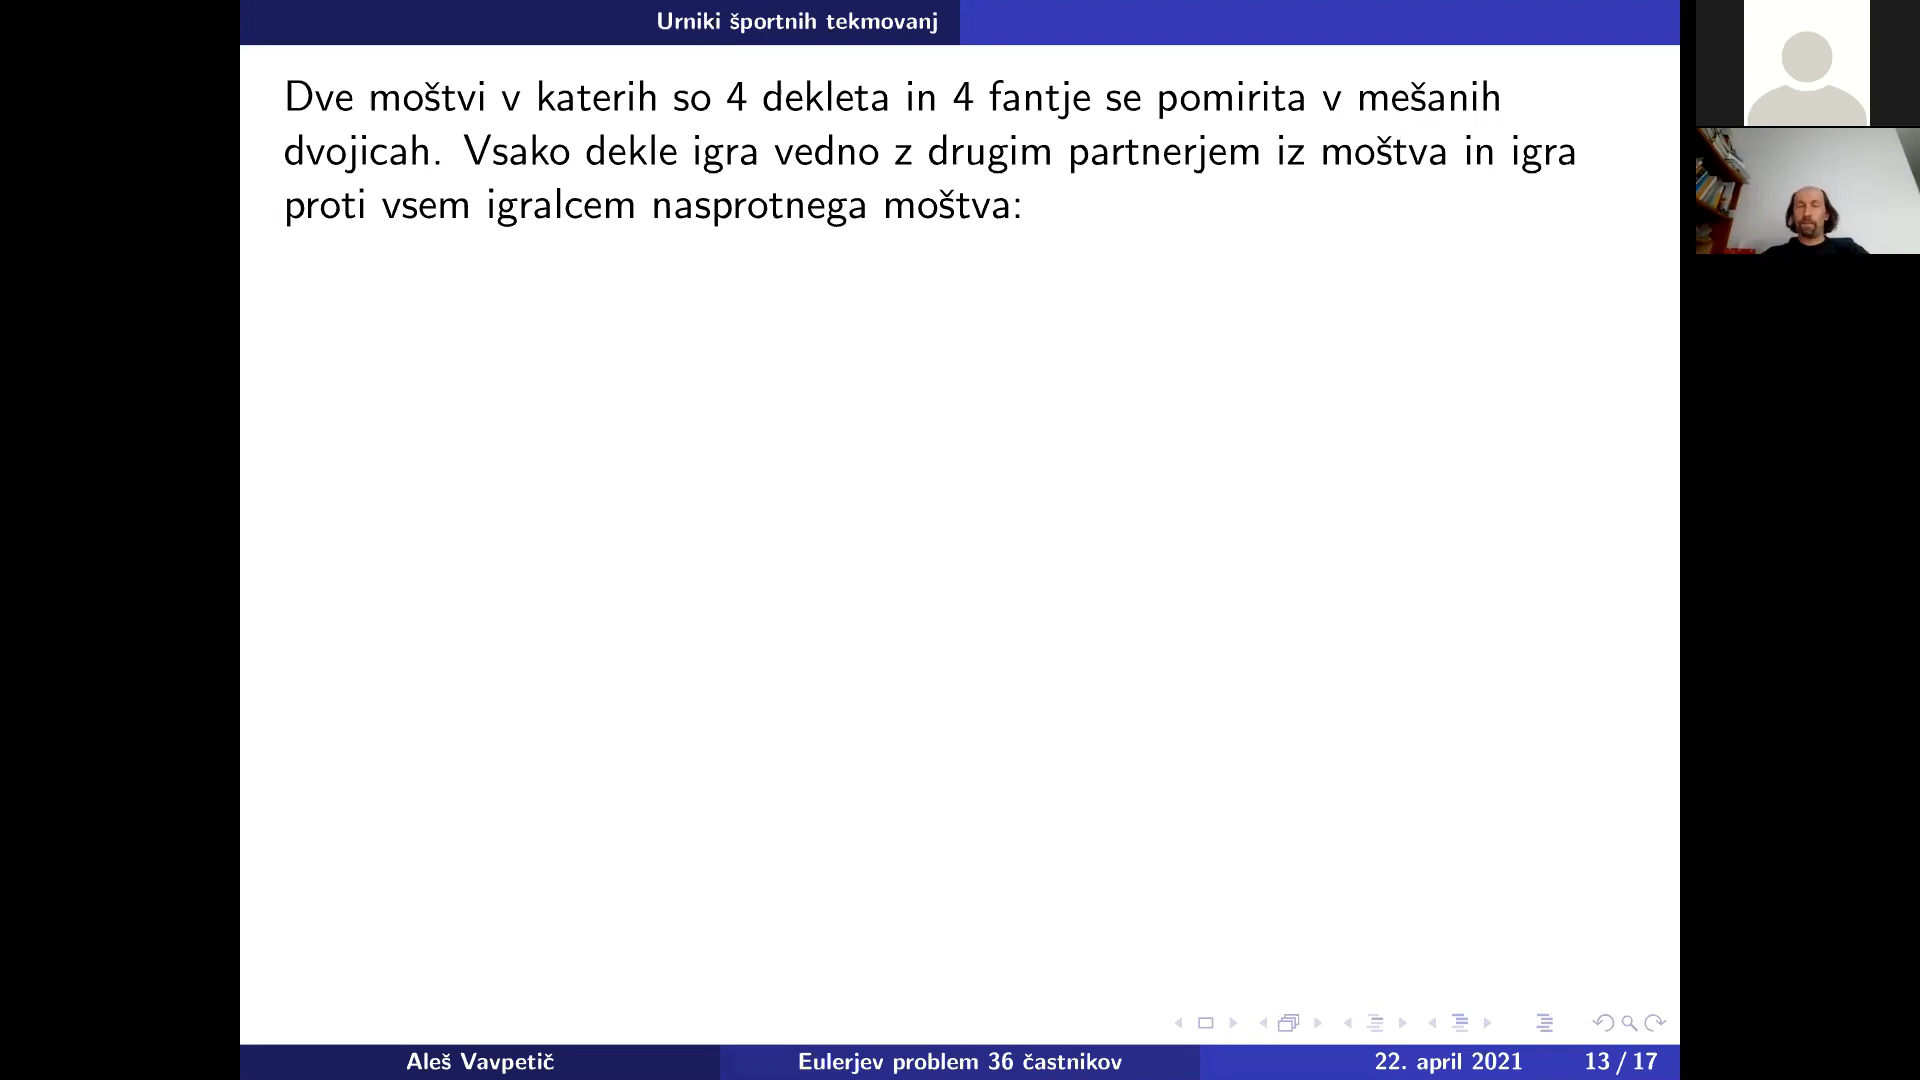 Urniki športnih tekmovanj
Dve moštvi v katerih so 4 dekleta in 4 fantje se pomirita v mešanih
dvojicah. Vsako dekle igra vedno z drugim partnerjem iz moštva in igra
proti vsem igralcem nasprotnega moštva:
Aleš Vavpetič
Eulerjev problem 36 častnikov
22. april 2021
13 / 17